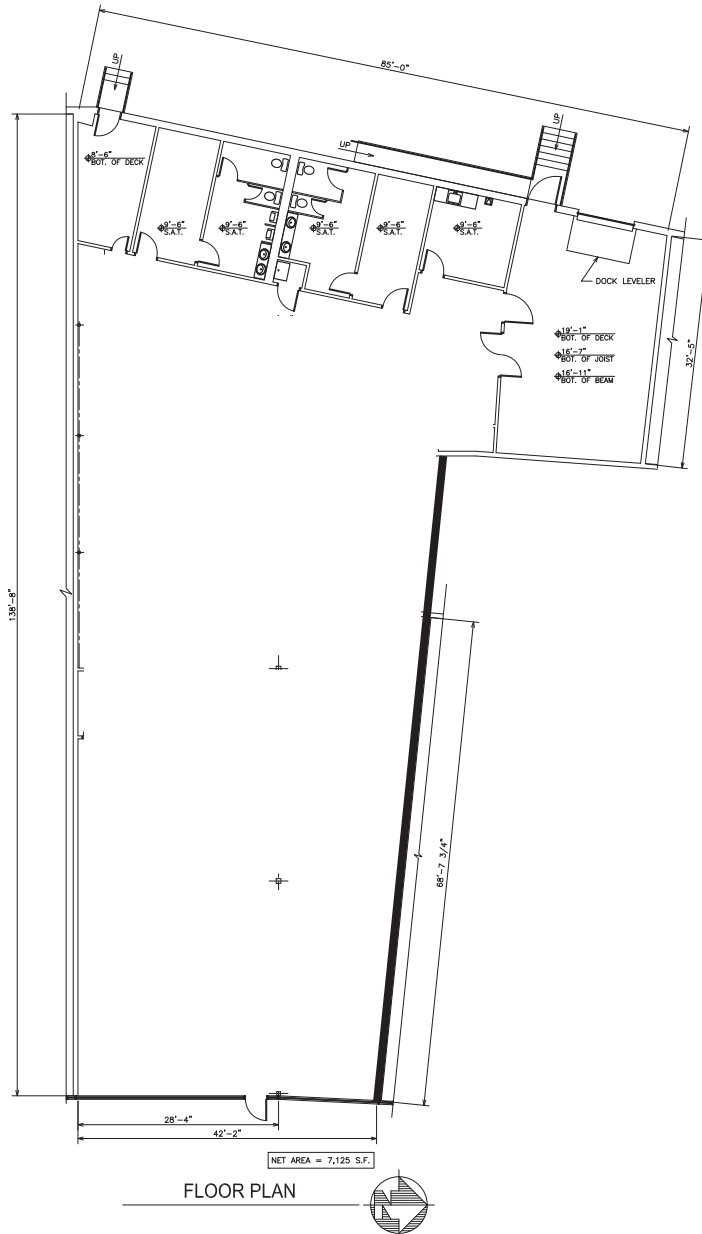 85'-0"
UP
UP
UP
8'-6"
BOT. OF DECK
9'-6"
S.A.T.
9'-6"
S.A.T.
9'-6"
S.A.T.
9'-6"
S.A.T.
9'-6"
S.A.T.
DOCK LEVELER
19'-1"
BOT. OF DECK
16'-7"
BOT. OF JOIST
16'-11"
BOT. OF BEAM
32'-5"
138'-8"
68'-7 3/4"
28'-4"
42'-2"
NET AREA = 7,125 S.F.
FLOOR PLAN
N